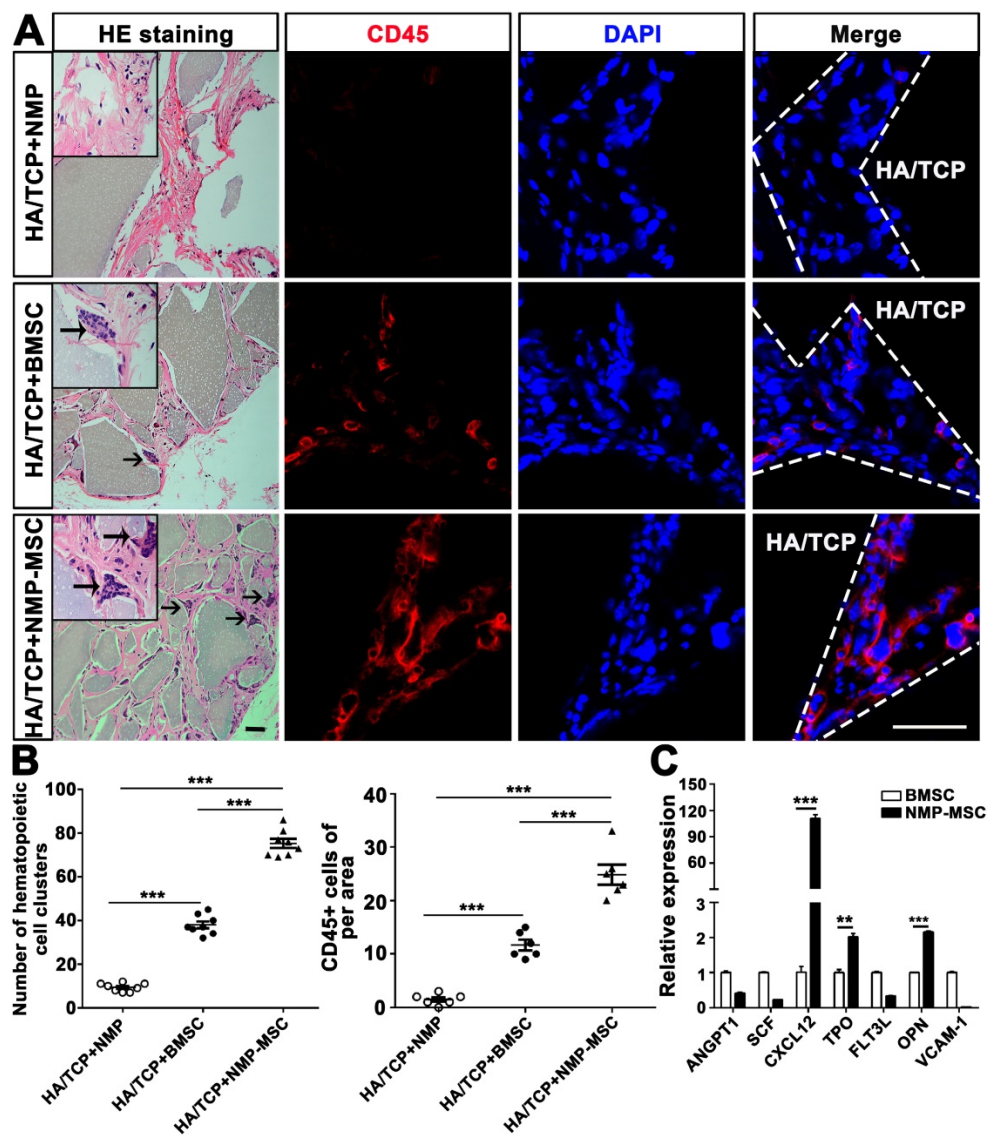 A
HE staining
CD45
DAPI
Merge
HA/TCP+NMP
HA/TCP
HA/TCP+BMSC
HA/TCP
HA/TCP+NMP-MSC
HA/TCP
B
Number of hematopoietic
cell clusters
100
80
60
40
20
0
***
***
***
HA/TCP+NMP
HA/TCP+BMSC
HA/TCP+NMP-MSC
CD45+ cells of
per area
40
30
20
10
0
***
***
***
HA/TCP+NMP
HA/TCP+BMSC
HA/TCP+NMP-MSC
C
Relative expression
150
120
90
60
30
2
1
0
BMSC
NMP-MSC
***
**
***
ANGPT1
SCF
CXCL12
TPO
FLT3L
OPN
VCAM-1